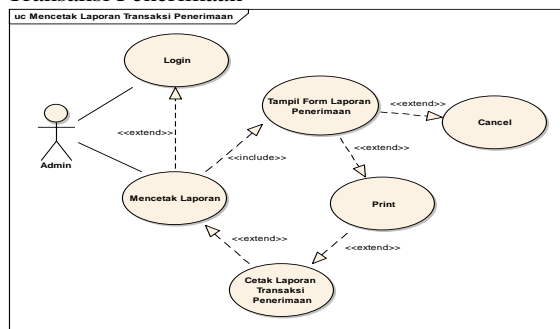 Transaksi Penerimaan
uc Mencetak Laporan Transaksi Penerimaan
Login
Tampil Form Laporan
Penerimaan
<<extend>>
Cancel
<<extend>>
Admin
<<include>>
<<extend>>
Mencetak Laporan
Print
<<extend>>
<<extend>>
Cetak Laporan
Transaksi
Penerimaan